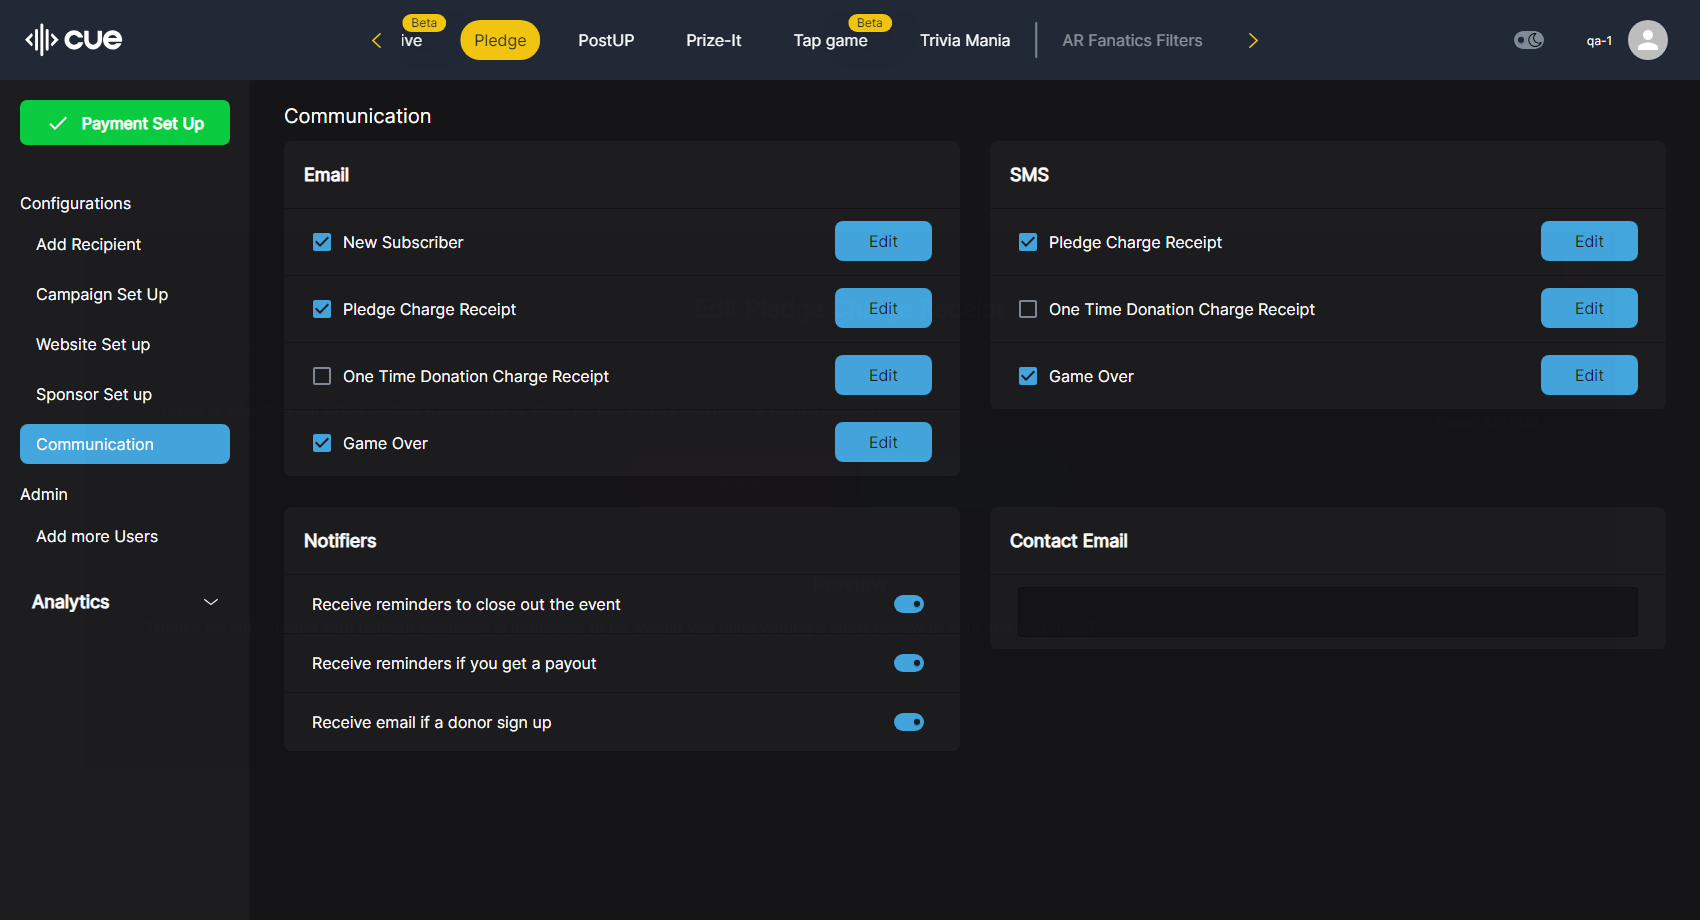 cue
Beta
ive
Pledge
PostUP
Prize-It
Beta
Tap game
Trivia Mania
AR Fanatics Filters
qa-1
Payment Set Up
Configurations
Add Recipient
Campaign Set Up
Website Set up
Sponsor Set up
Communication
Admin
Add more Users
Analytics
Communication
Email
New Subscriber
Edit
Pledge Charge Receipt
Edit
One Time Donation Charge Receipt
Edit
Game Over
Edit
SMS
Pledge Charge Receipt
Edit
One Time Donation Charge Receipt
Edit
Game Over
Edit
Notifiers
Receive reminders to close out the event
Receive reminders if you get a payout
Receive email if a donor sign up
Contact Email